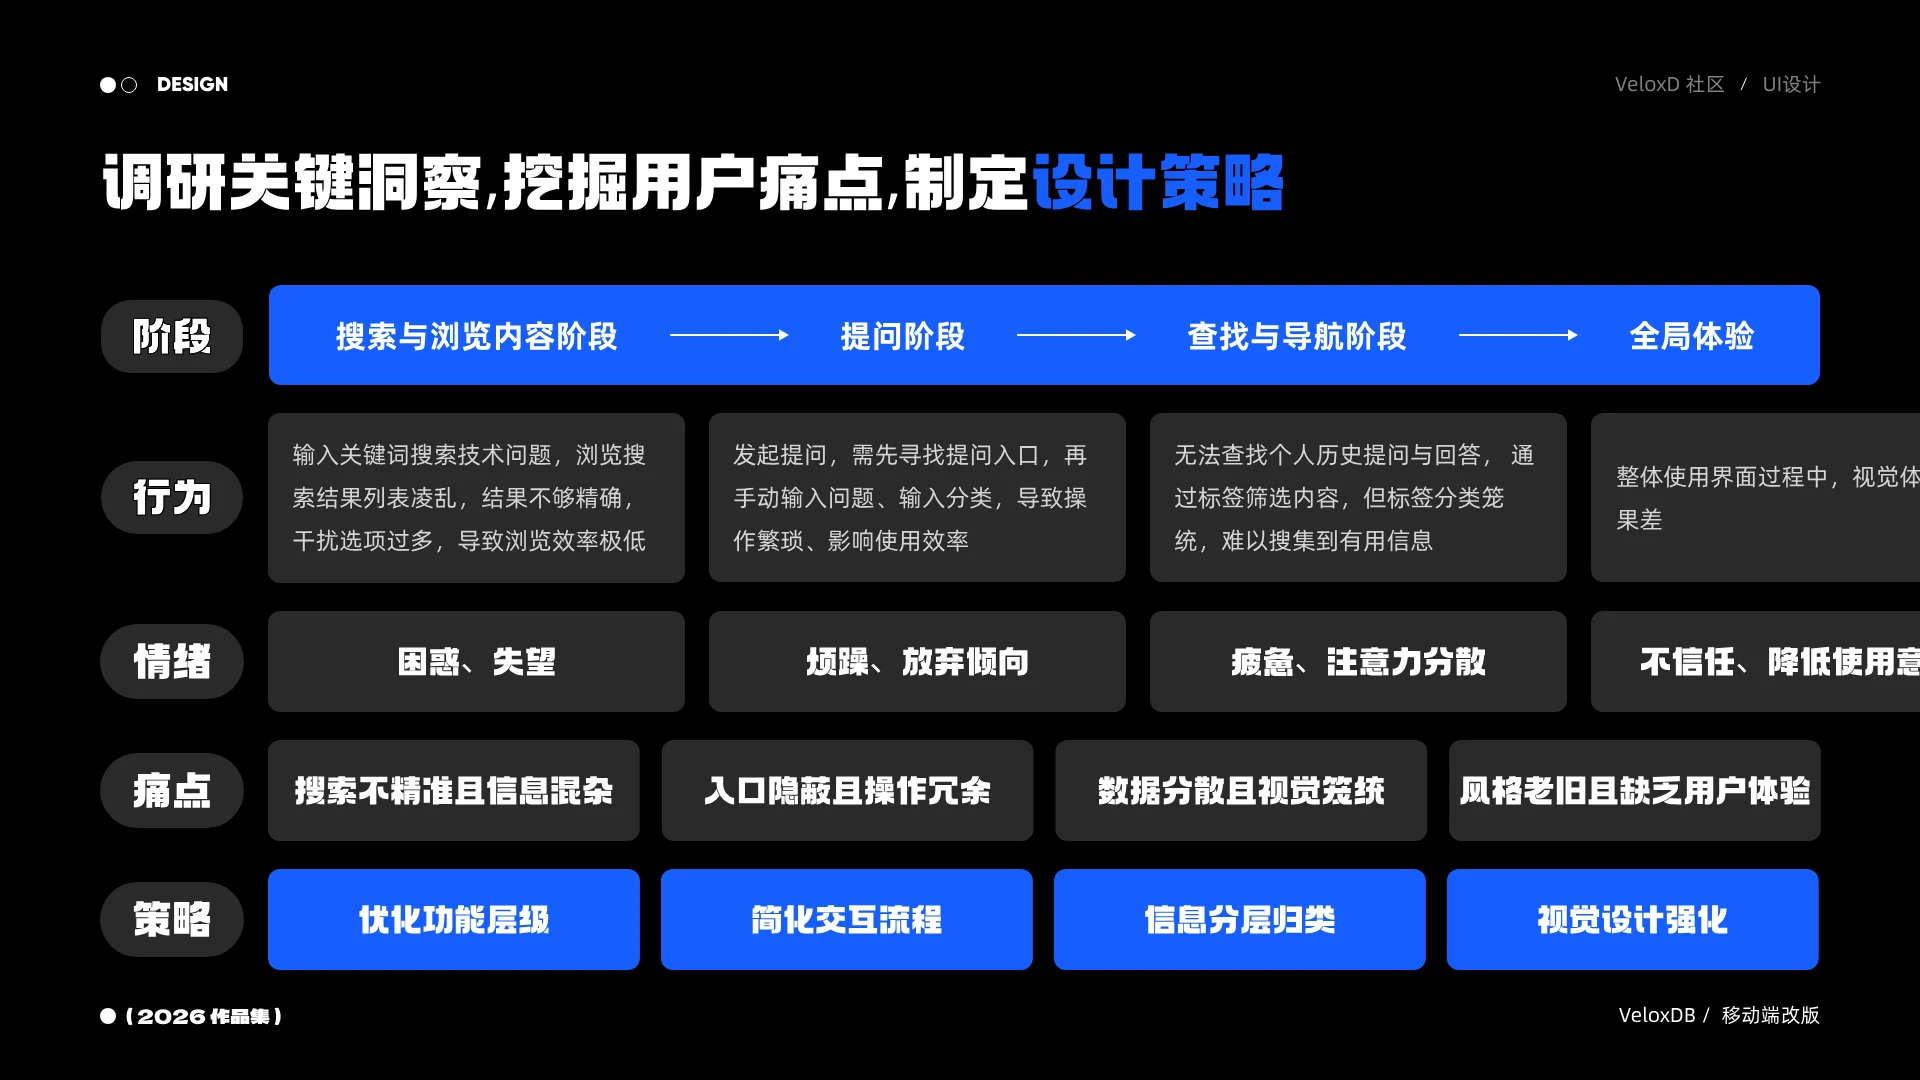 DESIGN
VeloxD 社区 / UI设计
调研关键洞察,挖掘用户痛点,制定设计策略
阶段
搜索与浏览内容阶段
提问阶段
查找与导航阶段
全局体验
行为
输入关键词搜索技术问题，浏览搜
索结果列表凌乱，结果不够精确，
干扰选项过多，导致浏览效率极低
发起提问，需先寻找提问入口，再
手动输入问题、输入分类，导致操
作繁琐、影响使用效率
无法查找个人历史提问与回答， 通
过标签筛选内容，但标签分类笼
统，难以搜集到有用信息
整体使用界面过程中，视觉体
果差
情绪
困惑、失望
烦躁、放弃倾向
疲惫、注意力分散
不信任、降低使用意
痛点
搜索不精准且信息混杂
入口隐蔽且操作冗余
数据分散且视觉笼统
风格老旧且缺乏用户体验
策略
优化功能层级
简化交互流程
信息分层归类
视觉设计强化
(2026 作品集)
VeloxDB / 移动端改版